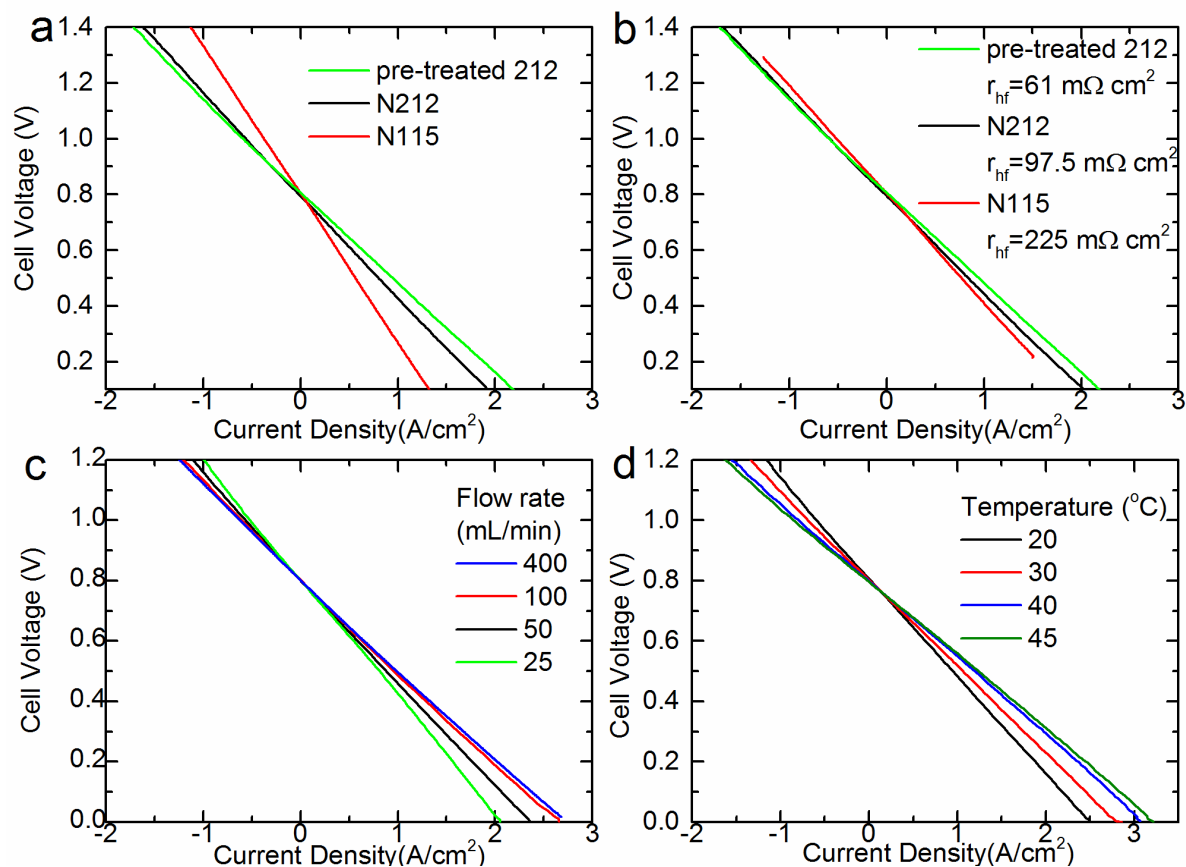 a
pre-treated 212
N212
N115
1.4
1.2
1.0
0.8
0.6
0.4
0.2
Cell Voltage (V)
-2 -1 0 1 2 3
Current Density(A/cm²)
b
pre-treated 212
r_hf=61 mΩ cm²
N212
r_hf=97.5 mΩ cm²
N115
r_hf=225 mΩ cm²
1.4
1.2
1.0
0.8
0.6
0.4
0.2
Cell Voltage (V)
-2 -1 0 1 2 3
Current Density(A/cm²)
c
Flow rate
(mL/min)
400
100
50
25
1.2
1.0
0.8
0.6
0.4
0.2
0.0
Cell Voltage (V)
-2 -1 0 1 2 3
Current Density(A/cm²)
d
Temperature (°C)
20
30
40
45
1.2
1.0
0.8
0.6
0.4
0.2
0.0
Cell Voltage (V)
-2 -1 0 1 2 3
Current Density(A/cm²)